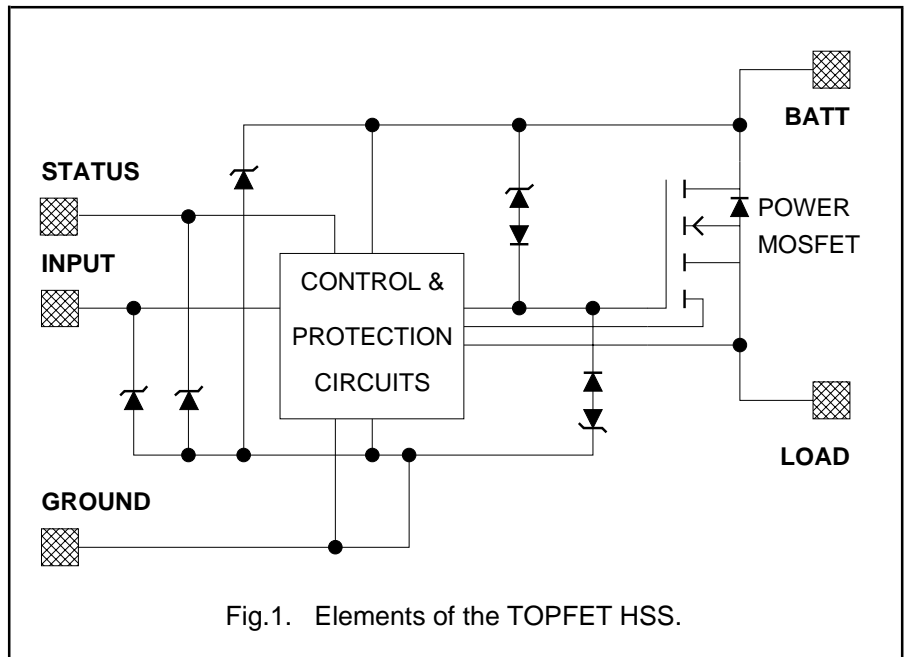 BATT
STATUS
POWER
MOSFET
INPUT
CONTROL &
PROTECTION
CIRCUITS
LOAD
GROUND
Fig.1. Elements of the TOPFET HSS.